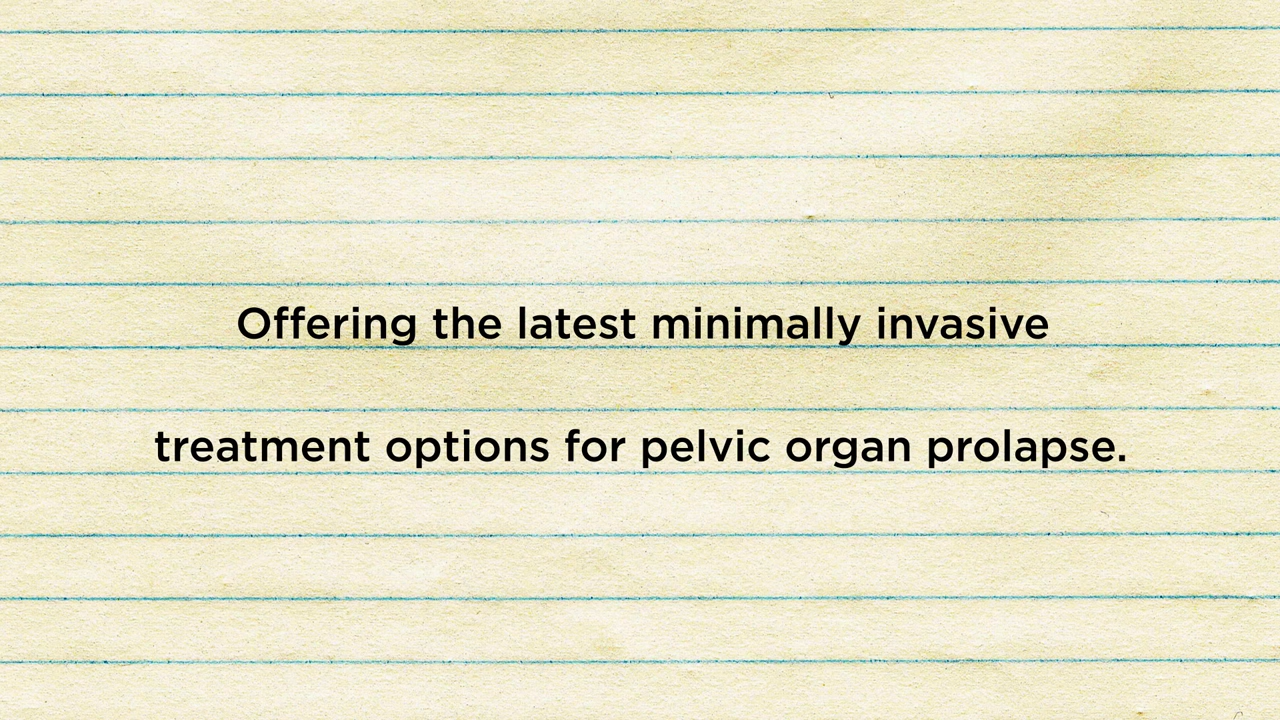 Offering the latest minimally invasive
treatment options for pelvic organ prolapse.